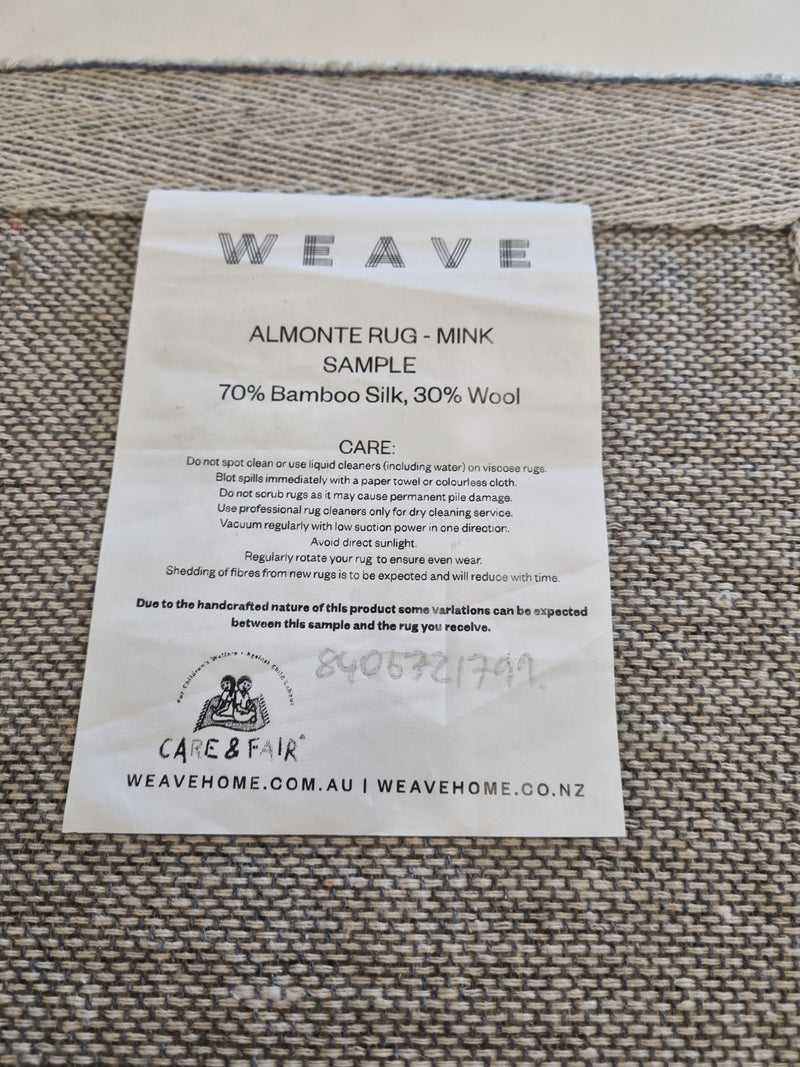 WEAVE
ALMONTE RUG - MINK
SAMPLE
70% Bamboo Silk, 30% Wool
CARE:
Do not spot clean or use liquid cleaners (including water) on viscose rugs.
Blot spills immediately with a paper towel or colourless cloth.
Do not scrub rugs as it may cause permanent pile damage.
Use professional rug cleaners only for dry cleaning service.
Vacuum regularly with low suction power in one direction.
Avoid direct sunlight.
Regularly rotate your rug to ensure even wear.
Shedding of fibres from new rugs is to be expected and will reduce with time.
Due to the handcrafted nature of this product some variations can be expected
between this sample and the rug you receive.
For Children's Welfare • Against Child Labour
CARE & FAIR®
WEAVEHOME.COM.AU | WEAVEHOME.CO.NZ